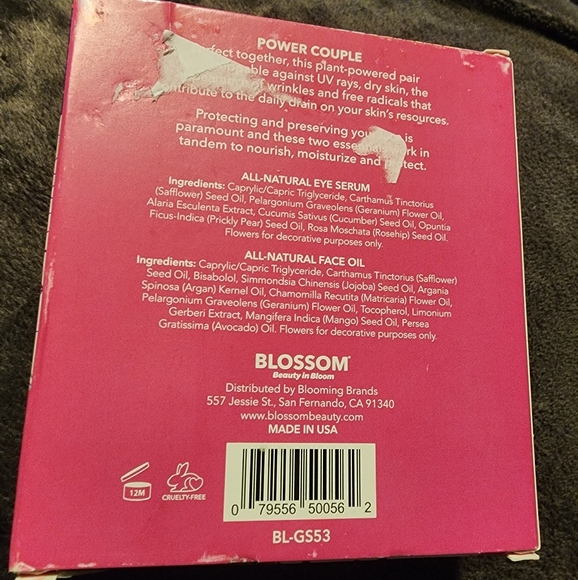 POWER COUPLE
together, this plant-powered pair
against UV rays, dry skin, the
of wrinkles and free radicals that
to the daily drain on your skin's resources.
Protecting and preserving is
paramount and these two in
tandem to nourish, moisturize and
ALL-NATURAL EYE SERUM
Ingredients: Caprylic/Capric Triglyceride, Carthamus Tinctorius
(Safflower) Seed Oil, Pelargonium Graveolens (Geranium) Flower Oil,
Alaria Esculenta Extract, Cucumis Sativus (Cucumber) Seed Oil, Opuntia
Ficus-Indica (Prickly Pear) Seed Oil, Rosa Moschata (Rosehip) Seed Oil.
Flowers for decorative purposes only.
ALL-NATURAL FACE OIL
Ingredients: Caprylic/Capric Triglyceride, Carthamus Tinctorius (Safflower)
Seed Oil, Bisabolol, Simmondsia Chinensis (Jojoba) Seed Oil, Argania
Spinosa (Argan) Kernel Oil, Chamomilla Recutita (Matricaria) Flower Oil,
Pelargonium Graveolens (Geranium) Flower Oil, Tocopherol, Limonium
Gerberi Extract, Mangifera Indica (Mango) Seed Oil, Persea
Gratissima (Avocado) Oil. Flowers for decorative purposes only.
BLOSSOM
Beauty in Bloom
Distributed by Blooming Brands
557 Jessie St., San Fernando, CA 91340
www.blossombeauty.com
MADE IN USA
12M
CRUELTY-FREE
0 79556 50056 2
BL-GS53